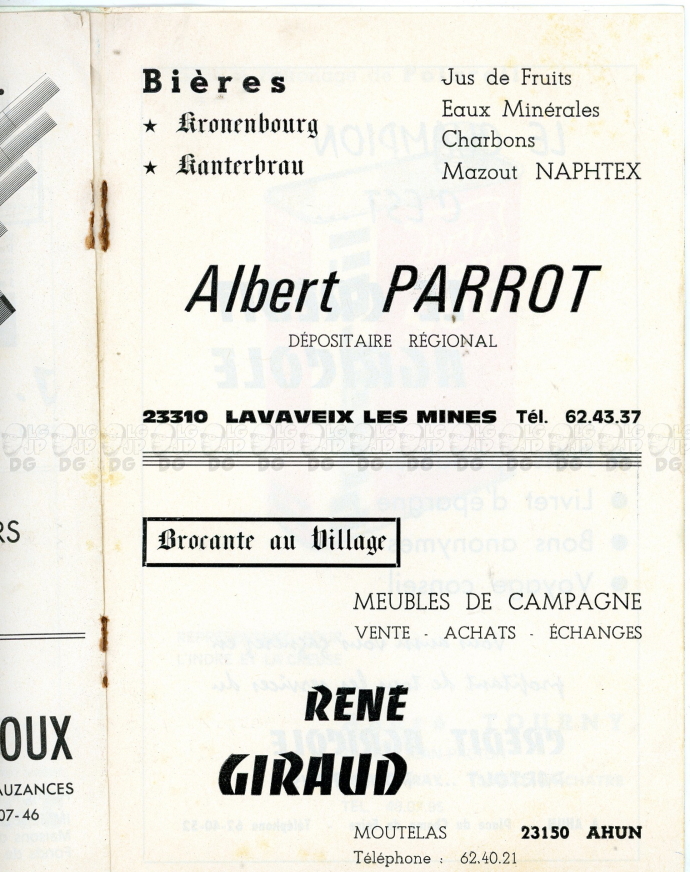 Bières
★ Kronenbourg
★ Kanterbrau
Jus de Fruits
Eaux Minérales
Charbons
Mazout NAPHTEX
Albert PARROT
DÉPOSITAIRE RÉGIONAL
23310 LAVAVEIX LES MINES Tél. 62.43.37
Brocante au Village
MEUBLES DE CAMPAGNE
VENTE - ACHATS - ÉCHANGES
RENÉ
GIRAUD
MOUTELAS 23150 AHUN
Téléphone : 62.40.21
RS
OUX
AUZANCES
07-46